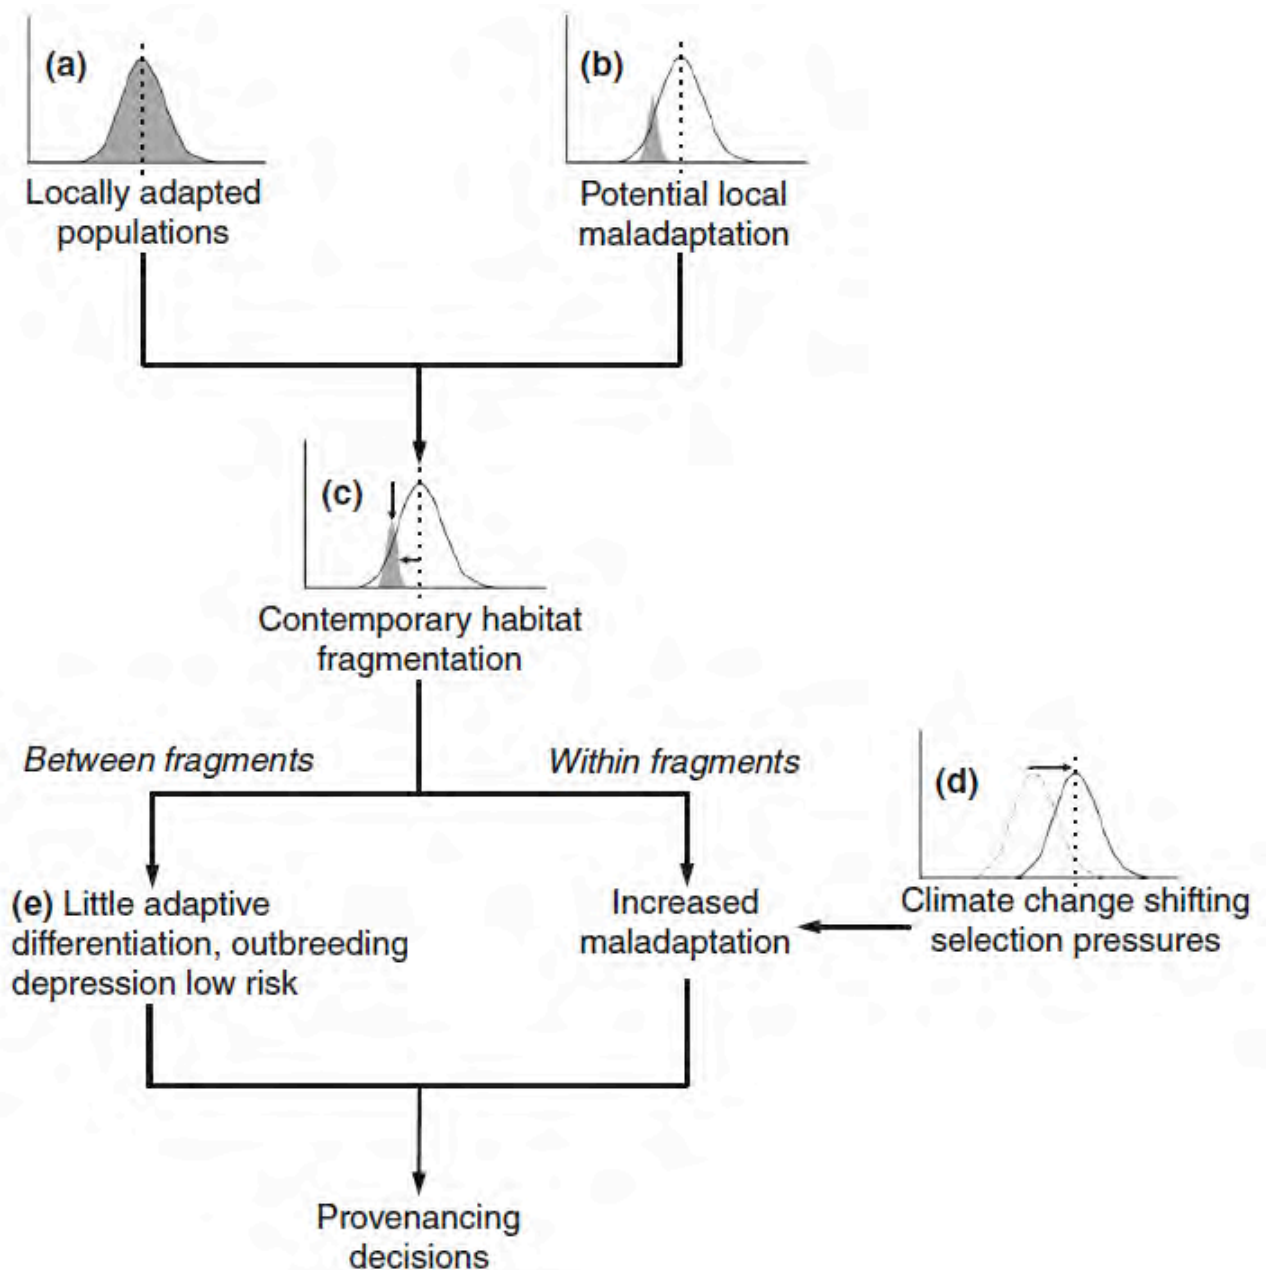 (a)
Locally adapted
populations
(b)
Potential local
maladaptation
(c)
Contemporary habitat
fragmentation
Between fragments
Within fragments
(d)
Climate change shifting
selection pressures
(e) Little adaptive
differentiation, outbreeding
depression low risk
Increased
maladaptation
Provenancing
decisions